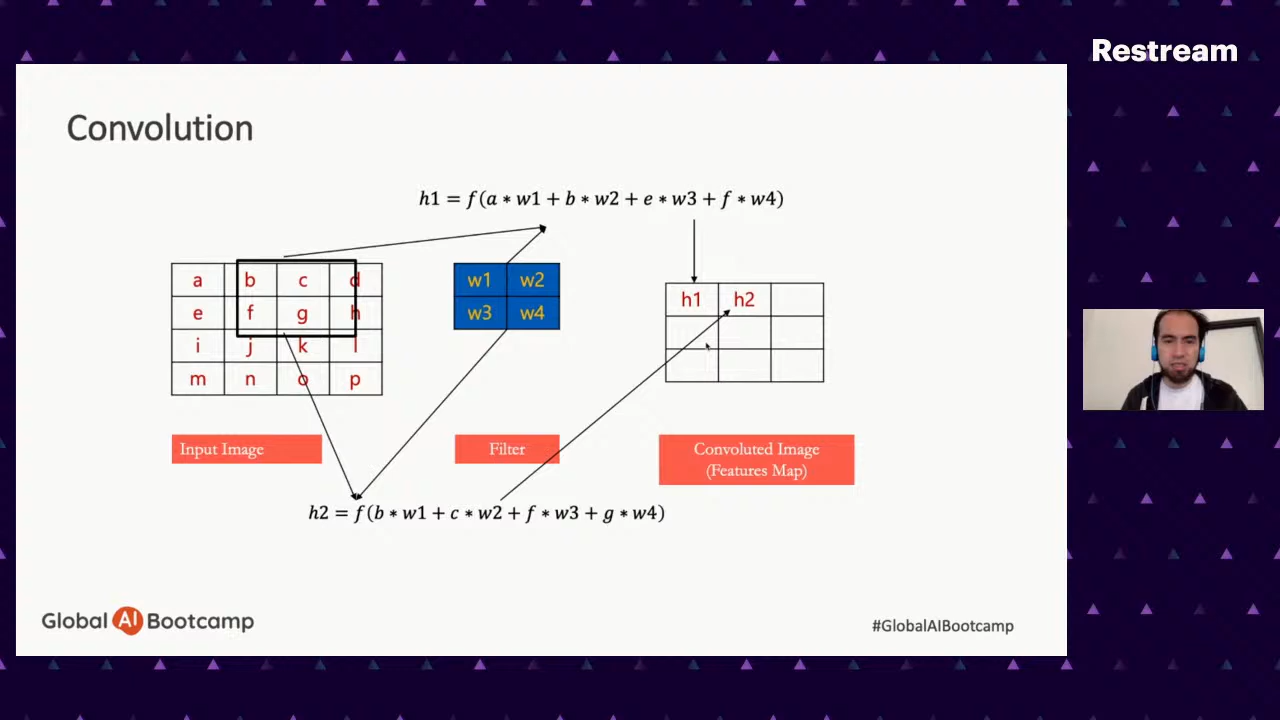 Restream
Convolution
h1 = f(a * w1 + b * w2 + e * w3 + f * w4)
a b c d
e f g h
i j k l
m n o p
w1 w2
w3 w4
h1 h2
Input Image
Filter
Convoluted Image
(Features Map)
h2 = f(b * w1 + c * w2 + f * w3 + g * w4)
Global AI Bootcamp
#GlobalAIBootcamp